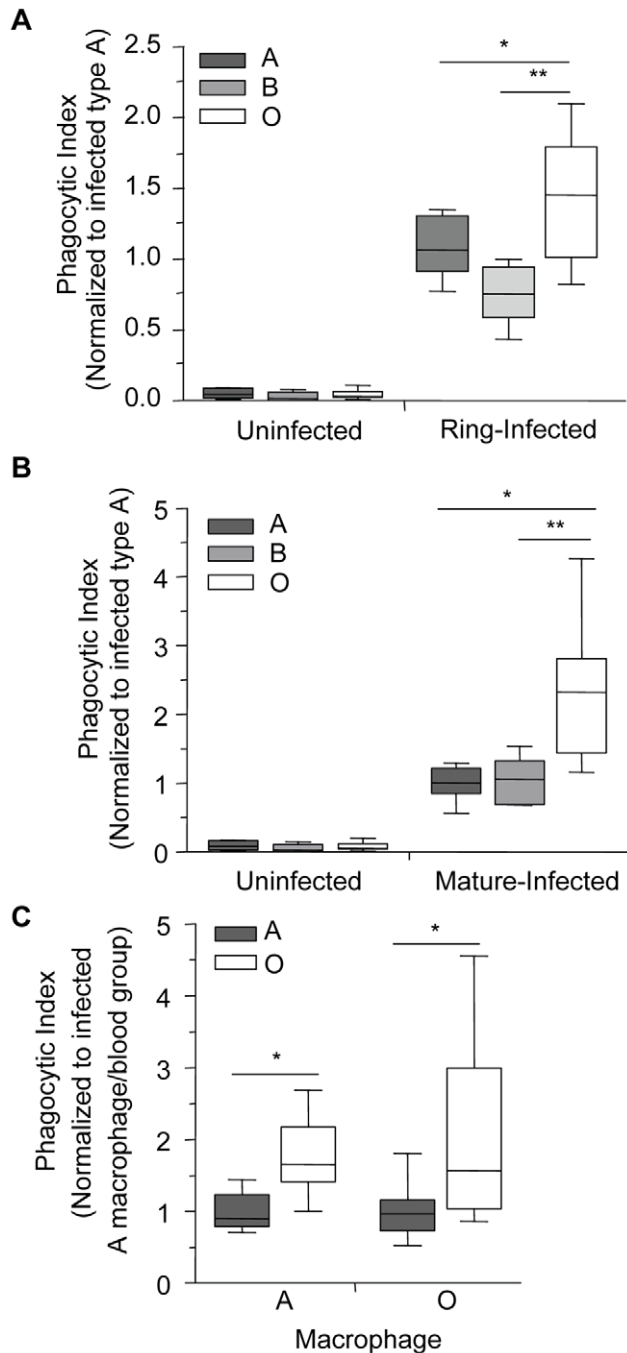 A
Phagocytic Index
(Normalized to infected type A)
2.5
2.0
1.5
1.0
0.5
0.0
A
B
O
*
**
Uninfected
Ring-Infected
B
Phagocytic Index
(Normalized to infected type A)
5
4
3
2
1
0
A
B
O
*
**
Uninfected
Mature-Infected
C
Phagocytic Index
(Normalized to infected
A macrophage/blood group)
5
4
3
2
1
0
A
O
*
*
A
O
Macrophage